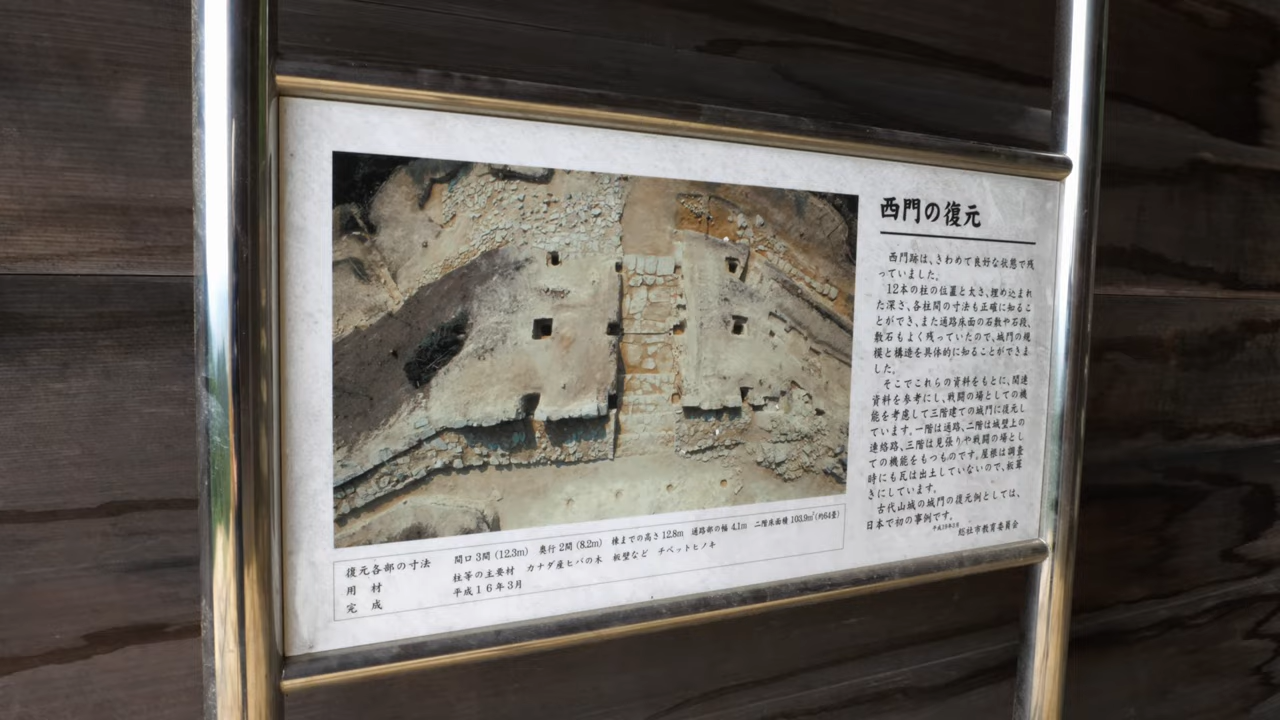 西門の復元
西門跡は、きわめて良好な状態で残
っていました。
12本の柱の位置と太さ、埋め込まれ
た深さ、各柱間の寸法も正確に知るこ
とができ、また通路床面の石敷や石段、
敷石もよく残っていたので、城門の規
模と構造を具体的に知ることができま
した。
そこでこれらの資料をもとに、関連
資料を参考にし、戦闘の場としての機
能を考慮して三階建ての城門に復元し
ています。一階は通路、二階は城壁上の
連絡路、三階は見張りや戦闘の場とし
ての機能をもつものです。屋根は調査
時にも瓦は出土していないので、板葺
きにしています。
古代山城の城門の復元例としては、
日本で初の事例です。
総社市教育委員会
復元各部の寸法 間口3間(12.3m) 奥行2間(8.2m) 棟までの高さ12.8m 通路部の幅 4.1m 二階床面積 103.9㎡(約64畳)
用 材 柱等の主要材 カナダ産ヒバの木 板壁など チベットヒノキ
完 成 平成16年3月